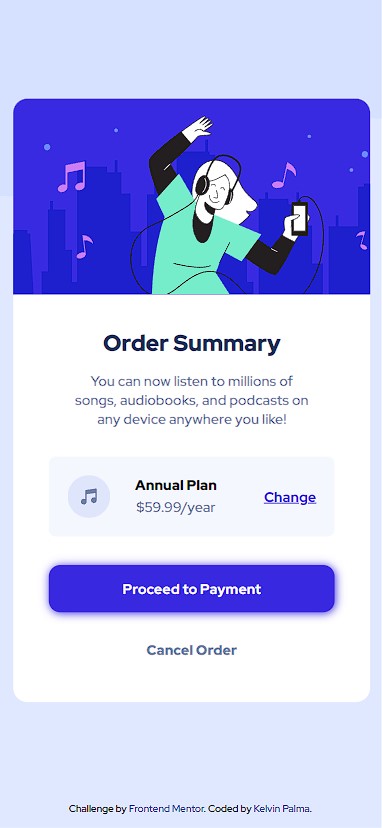 Order Summary
You can now listen to millions of
songs, audiobooks, and podcasts on
any device anywhere you like!
Annual Plan
$59.99/year
Change
Proceed to Payment
Cancel Order
Challenge by Frontend Mentor. Coded by Kelvin Palma.